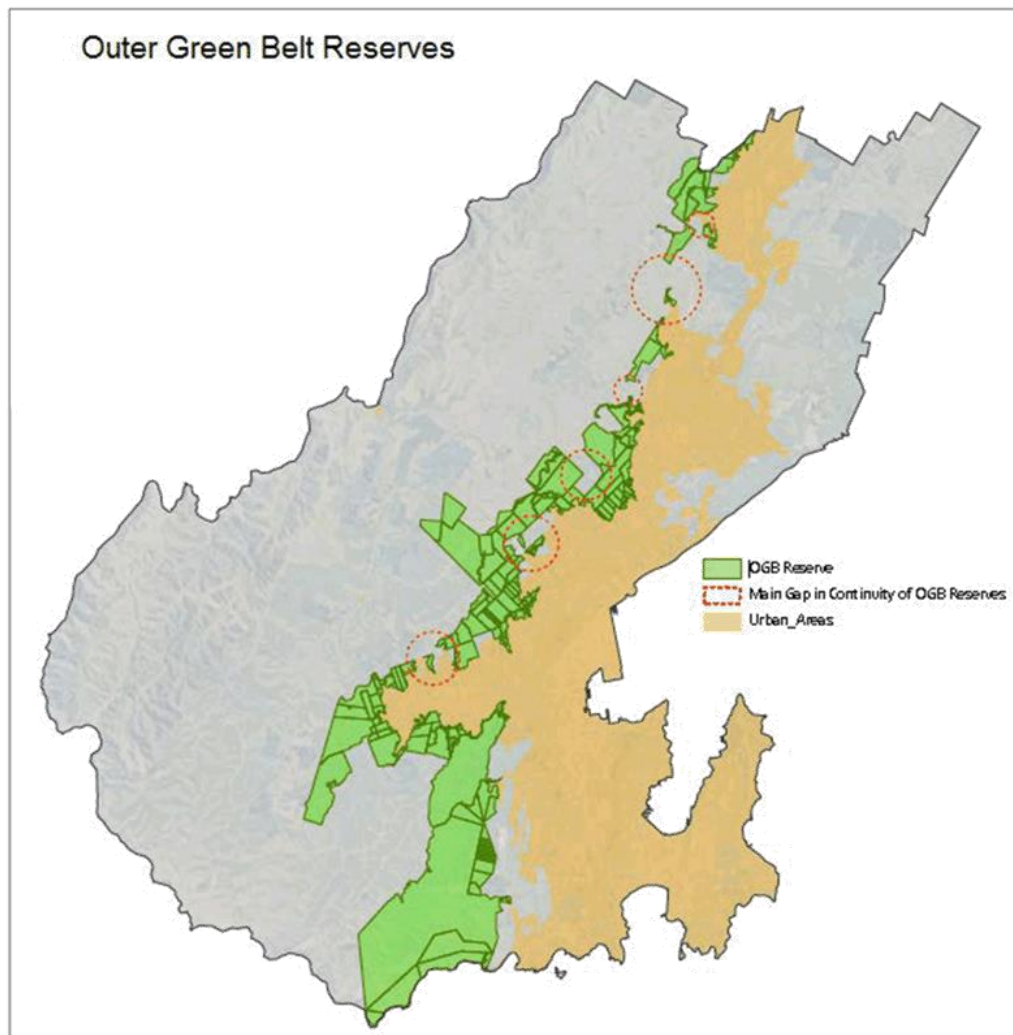 Outer Green Belt Reserves
OGB Reserve
Main Gap in Continuity of OGB Reserves
Urban_Areas